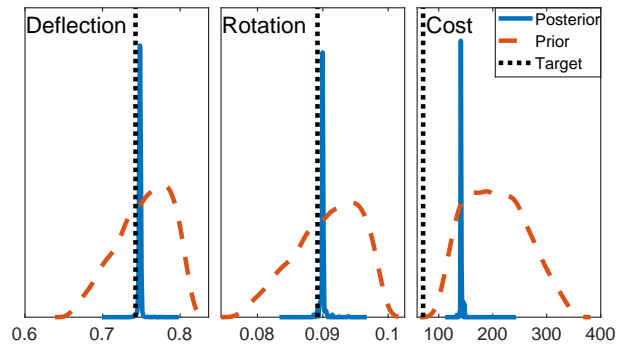 Deflection
Rotation
Cost
Posterior
Prior
Target
0.6 0.7 0.8
0.08 0.09 0.1
100 200 300 400